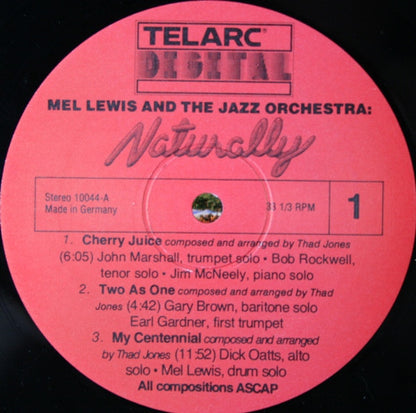 TELARC®
DIGITAL
MEL LEWIS AND THE JAZZ ORCHESTRA:
Naturally
Stereo 10044-A
Made in Germany
33 1/3 RPM
1
1. Cherry Juice composed and arranged by Thad Jones
(6:05) John Marshall, trumpet solo • Bob Rockwell,
tenor solo • Jim McNeely, piano solo
2. Two As One composed and arranged by Thad
Jones (4:42) Gary Brown, baritone solo
Earl Gardner, first trumpet
3. My Centennial composed and arranged
by Thad Jones (11:52) Dick Oatts, alto
solo • Mel Lewis, drum solo
All compositions ASCAP